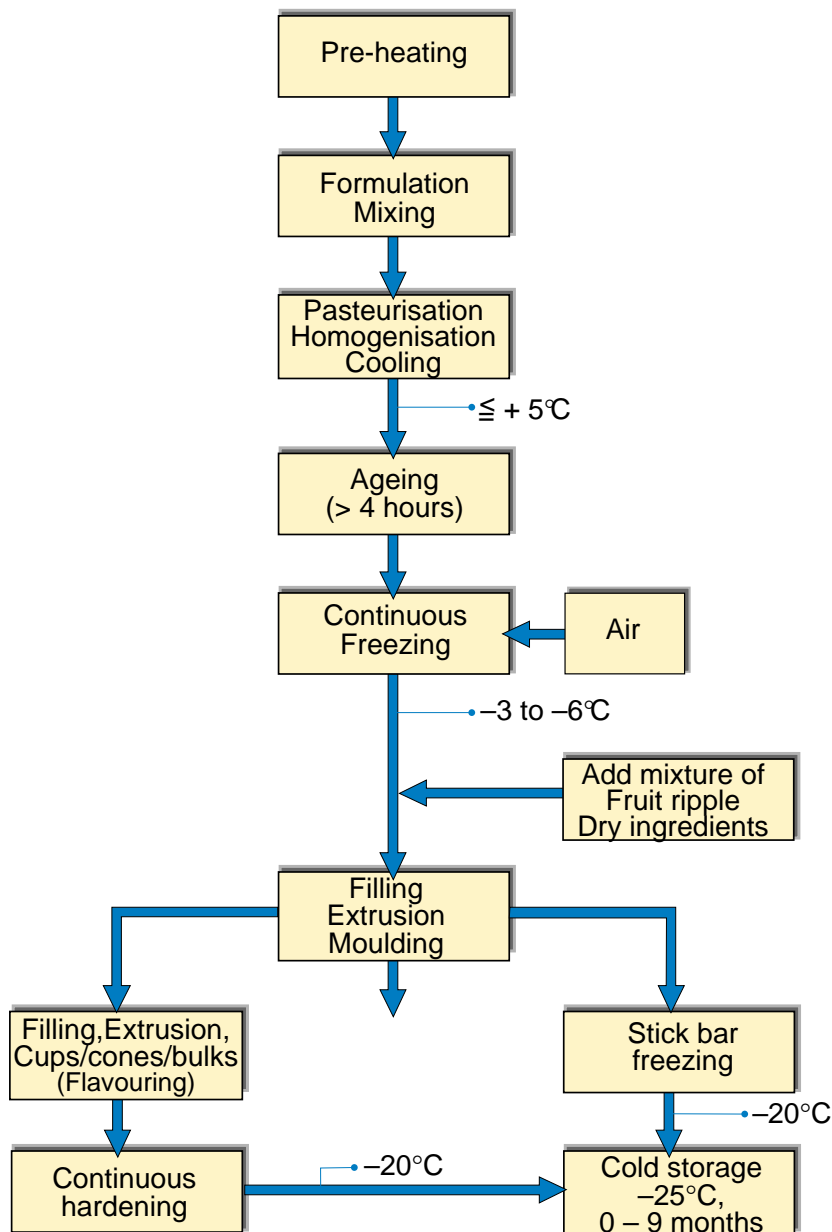 Pre-heating
Formulation
Mixing
Pasteurisation
Homogenisation
Cooling
≦ + 5°C
Ageing
(> 4 hours)
Continuous
Freezing
Air
–3 to –6°C
Add mixture of
Fruit ripple
Dry ingredients
Filling
Extrusion
Moulding
Filling,Extrusion,
Cups/cones/bulks
(Flavouring)
Stick bar
freezing
–20°C
Continuous
hardening
–20°C
Cold storage
–25°C,
0 – 9 months